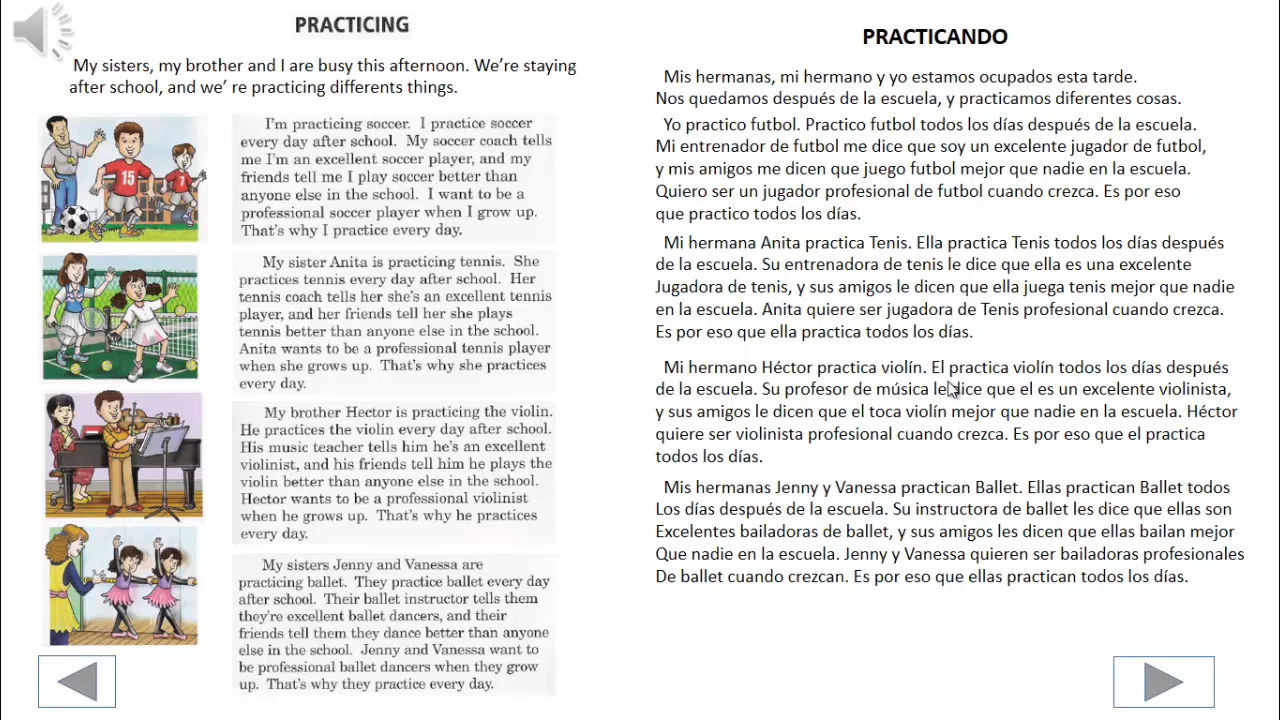 PRACTICING
My sisters, my brother and I are busy this afternoon. We're staying
after school, and we' re practicing differents things.
I'm practicing soccer. I practice soccer
every day after school. My soccer coach tells
me I'm an excellent soccer player, and my
friends tell me I play soccer better than
anyone else in the school. I want to be a
professional soccer player when I grow up.
That's why I practice every day.
15
7
My sister Anita is practicing tennis. She
practices tennis every day after school. Her
tennis coach tells her she's an excellent tennis
player, and her friends tell her she plays
tennis better than anyone else in the school.
Anita wants to be a professional tennis player
when she grows up. That's why she practices
every day.
My brother Hector is practicing the violin.
He practices the violin every day after school.
His music teacher tells him he's an excellent
violinist, and his friends tell him he plays the
violin better than anyone else in the school.
Hector wants to be a professional violinist
when he grows up. That's why he practices
every day.
My sisters Jenny and Vanessa are
practicing ballet. They practice ballet every day
after school. Their ballet instructor tells them
they're excellent ballet dancers, and their
friends tell them they dance better than anyone
else in the school. Jenny and Vanessa want to
be professional ballet dancers when they grow
up. That's why they practice every day.
PRACTICANDO
Mis hermanas, mi hermano y yo estamos ocupados esta tarde.
Nos quedamos después de la escuela, y practicamos diferentes cosas.
Yo practico futbol. Practico futbol todos los días después de la escuela.
Mi entrenador de futbol me dice que soy un excelente jugador de futbol,
y mis amigos me dicen que juego futbol mejor que nadie en la escuela.
Quiero ser un jugador profesional de futbol cuando crezca. Es por eso
que practico todos los días.
Mi hermana Anita practica Tenis. Ella practica Tenis todos los días después
de la escuela. Su entrenadora de tenis le dice que ella es una excelente
Jugadora de tenis, y sus amigos le dicen que ella juega tenis mejor que nadie
en la escuela. Anita quiere ser jugadora de Tenis profesional cuando crezca.
Es por eso que ella practica todos los días.
Mi hermano Héctor practica violín. El practica violín todos los días después
de la escuela. Su profesor de música le dice que el es un excelente violinista,
y sus amigos le dicen que el toca violín mejor que nadie en la escuela. Héctor
quiere ser violinista profesional cuando crezca. Es por eso que el practica
todos los días.
Mis hermanas Jenny y Vanessa practican Ballet. Ellas practican Ballet todos
Los días después de la escuela. Su instructora de ballet les dice que ellas son
Excelentes bailadoras de ballet, y sus amigos les dicen que ellas bailan mejor
Que nadie en la escuela. Jenny y Vanessa quieren ser bailadoras profesionales
De ballet cuando crezcan. Es por eso que ellas practican todos los días.